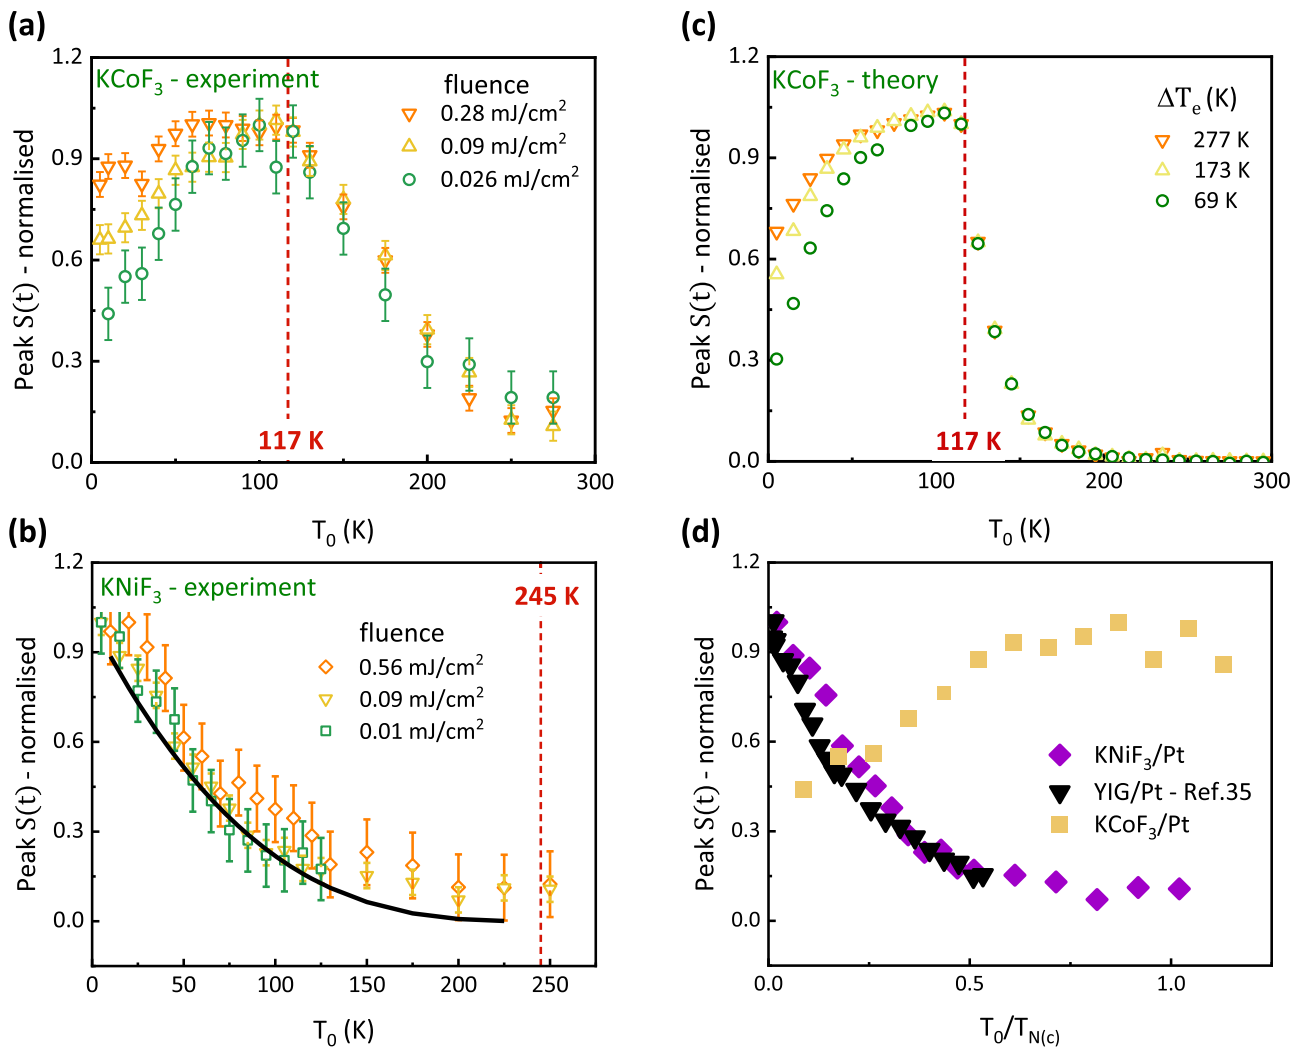 (a)
1.2
0.9
0.6
0.3
0.0
Peak S(t) - normalised
KCoF₃ - experiment
fluence
0.28 mJ/cm²
0.09 mJ/cm²
0.026 mJ/cm²
117 K
0
100
200
300
T₀ (K)
(c)
1.2
0.9
0.6
0.3
0.0
Peak S(t) - normalised
KCoF₃ - theory
ΔTₑ (K)
277 K
173 K
69 K
117 K
0
100
200
300
T₀ (K)
(b)
1.2
0.9
0.6
0.3
0.0
Peak S(t) - normalised
KNiF₃ - experiment
245 K
fluence
0.56 mJ/cm²
0.09 mJ/cm²
0.01 mJ/cm²
0
50
100
150
200
250
T₀ (K)
(d)
1.2
0.9
0.6
0.3
0.0
Peak S(t) - normalised
KNiF₃/Pt
YIG/Pt - Ref.35
KCoF₃/Pt
0.0
0.5
1.0
T₀/T_N(c)